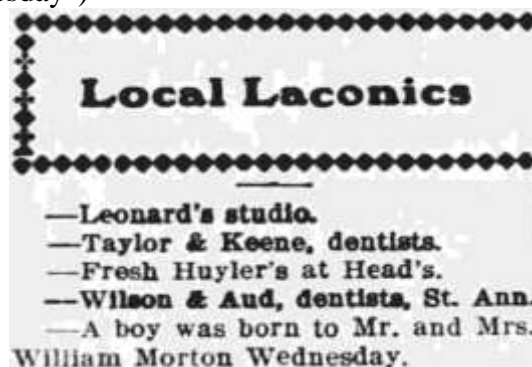 sday")
Local Laconics
—Leonard's studio.
—Taylor & Keene, dentists.
—Fresh Huyler's at Head's.
—Wilson & Aud, dentists, St. Ann.
—A boy was born to Mr. and Mrs.
William Morton Wednesday.